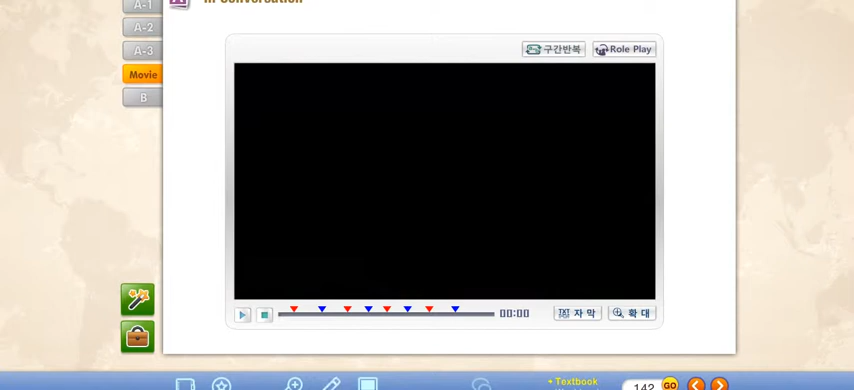 A-1
In Conversation
A-2
A-3
Movie
B
구간반복
Role Play
00:00
TXT 자 막
확 대
• Textbook
142
GO